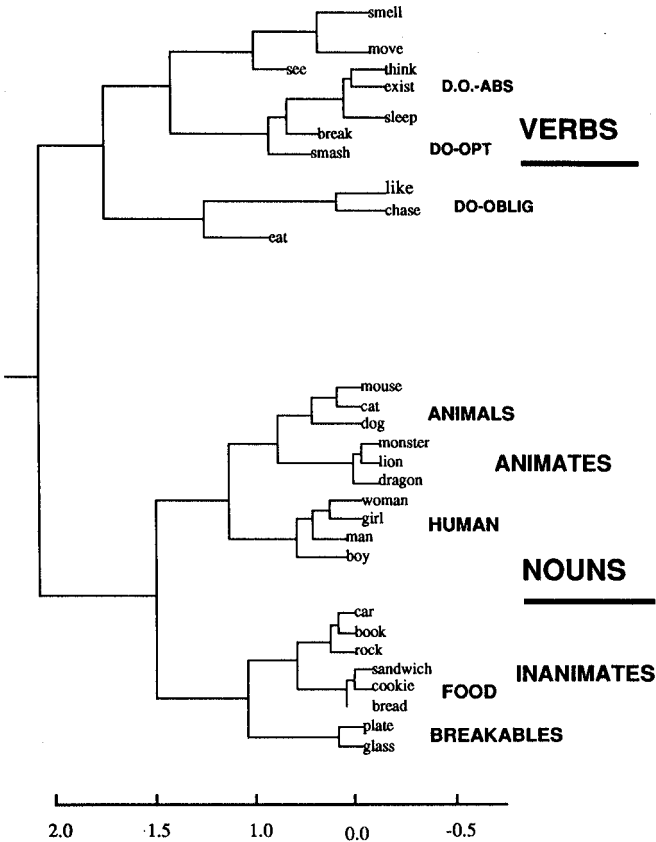 smell
move
see
think
exist
D.O.-ABS
sleep
VERBS
break
DO-OPT
smash
like
chase
DO-OBLIG
eat
mouse
cat
ANIMALS
dog
monster
lion
ANIMATES
dragon
woman
girl
HUMAN
man
boy
NOUNS
car
book
rock
sandwich
INANIMATES
cookie
FOOD
bread
plate
BREAKABLES
glass
2.0 1.5 1.0 0.0 -0.5